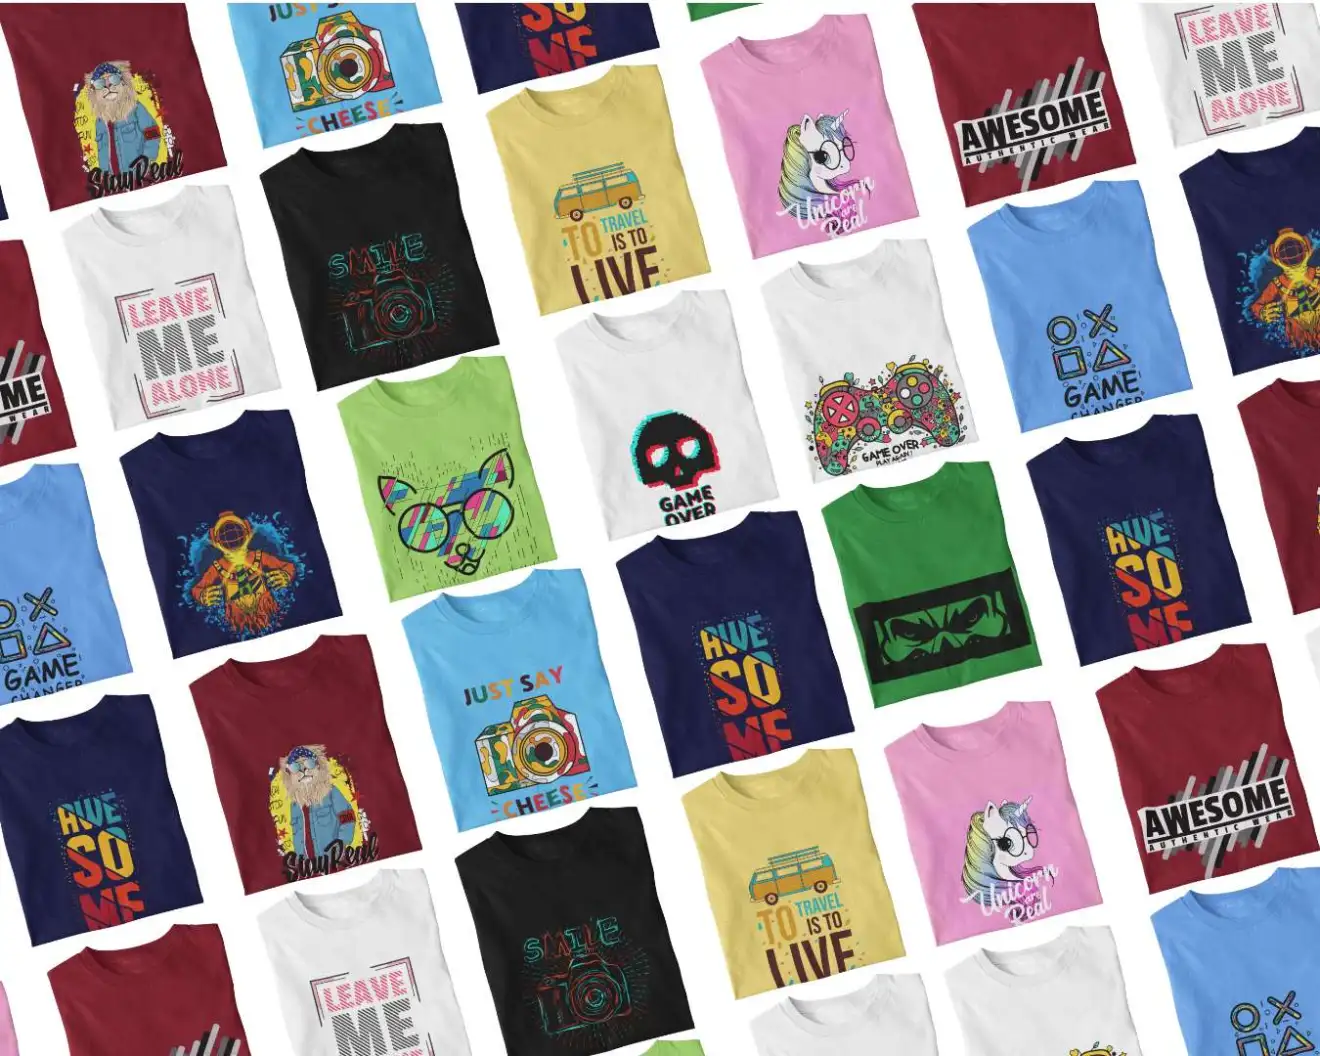 Stay Real
JUST SAY
CHEESE
SO
ME
TO TRAVEL
IS TO
LIVE
Unicorn
are
Real
AWESOME
AUTHENTIC WEAR
LEAVE
ME
ALONE
LEAVE
ME
ALONE
SMILE
GAME
OVER
GAME OVER
PLAY AGAIN!
GAME
CHANGER
ME
WEAR
GAME
CHANGER
JUST SAY
CHEESE
AWE
SO
ME
AWE
SO
ME
AWE
SO
ME
Stay Real
TO TRAVEL
IS TO
LIVE
Unicorn
are
Real
AWESOME
AUTHENTIC WEAR
LEAVE
ME
SMILE